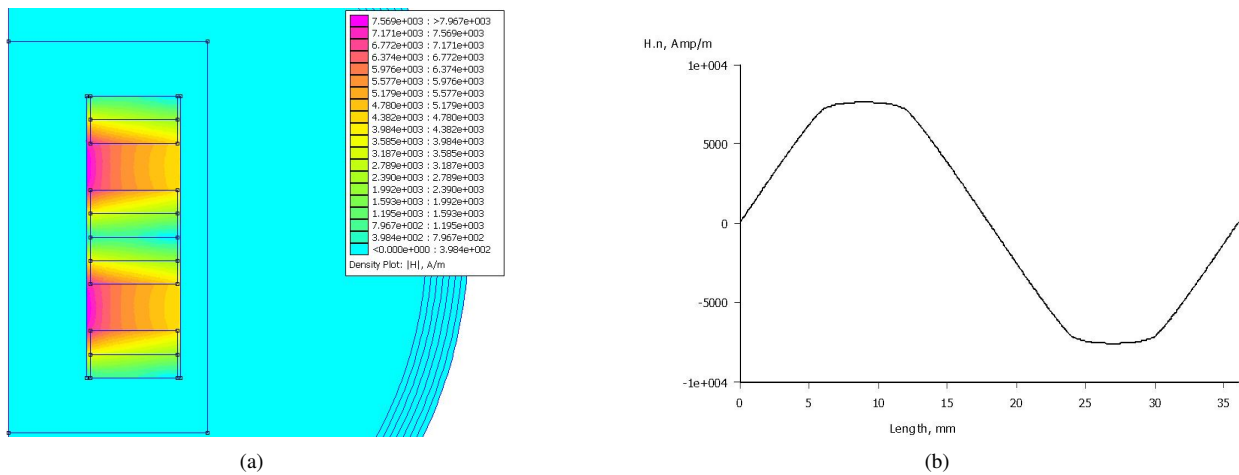 7.569e+003 : >7.967e+003
7.171e+003 : 7.569e+003
6.772e+003 : 7.171e+003
6.374e+003 : 6.772e+003
5.976e+003 : 6.374e+003
5.577e+003 : 5.976e+003
5.179e+003 : 5.577e+003
4.780e+003 : 5.179e+003
4.382e+003 : 4.780e+003
3.984e+003 : 4.382e+003
3.585e+003 : 3.984e+003
3.187e+003 : 3.585e+003
2.789e+003 : 3.187e+003
2.390e+003 : 2.789e+003
1.992e+003 : 2.390e+003
1.593e+003 : 1.992e+003
1.195e+003 : 1.593e+003
7.967e+002 : 1.195e+003
3.984e+002 : 7.967e+002
<0.000e+000 : 3.984e+002
Density Plot: |H|, A/m
(a)
H.n, Amp/m
1e+004
5000
0
-5000
-1e+004
0 5 10 15 20 25 30 35
Length, mm
(b)